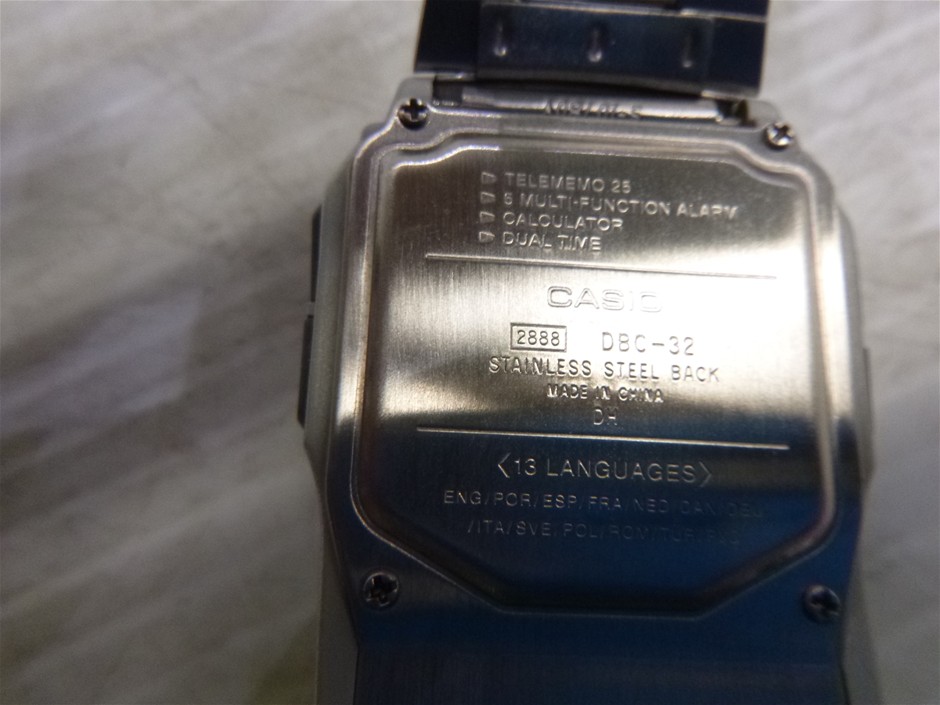 TELEMEMO 25
5 MULTI-FUNCTION ALARM
CALCULATOR
DUAL TIME
CASIO
2888 DBC-32
STAINLESS STEEL BACK
MADE IN CHINA
DH
<13 LANGUAGES>
ENG/POR/ESP/FRA/NED/DAN/DEU
/ITA/SVE/POL/ROM/TUR/